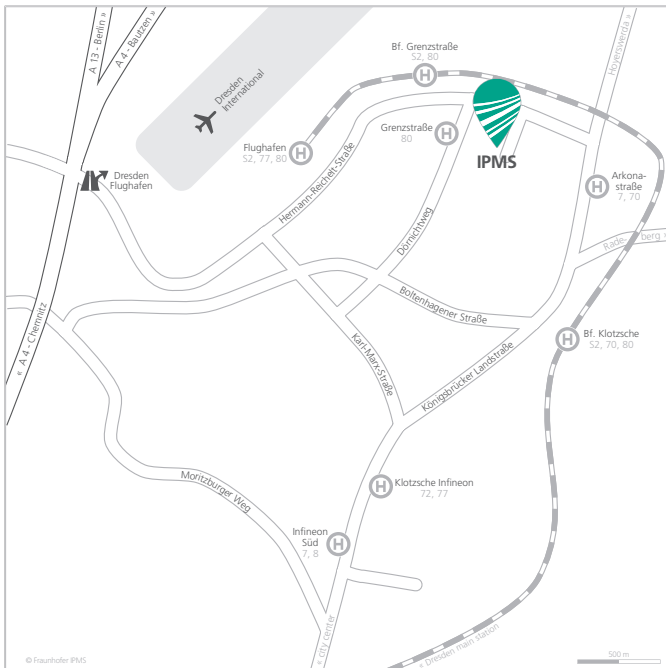 A 13 - Berlin »
A 4 - Bautzen »
Dresden
International
Bf. Grenzstraße
S2, 80
Hoyerswerda »
Grenzstraße
80
Flughafen
S2, 77, 80
IPMS
Dresden
Flughafen
Hermann-Reichelt-Straße
Arkona-
straße
7, 70
Dörnichtweg
Rade-
berg »
Boltenhagener Straße
Bf. Klotzsche
S2, 70, 80
« A 4 - Chemnitz
Karl-Marx-Straße
Königsbrücker Landstraße
Moritzburger Weg
Klotzsche Infineon
72, 77
Infineon
Süd
7, 8
H
H
H
H
H
H
H
« city center
« Dresden main station
© Fraunhofer IPMS
500 m